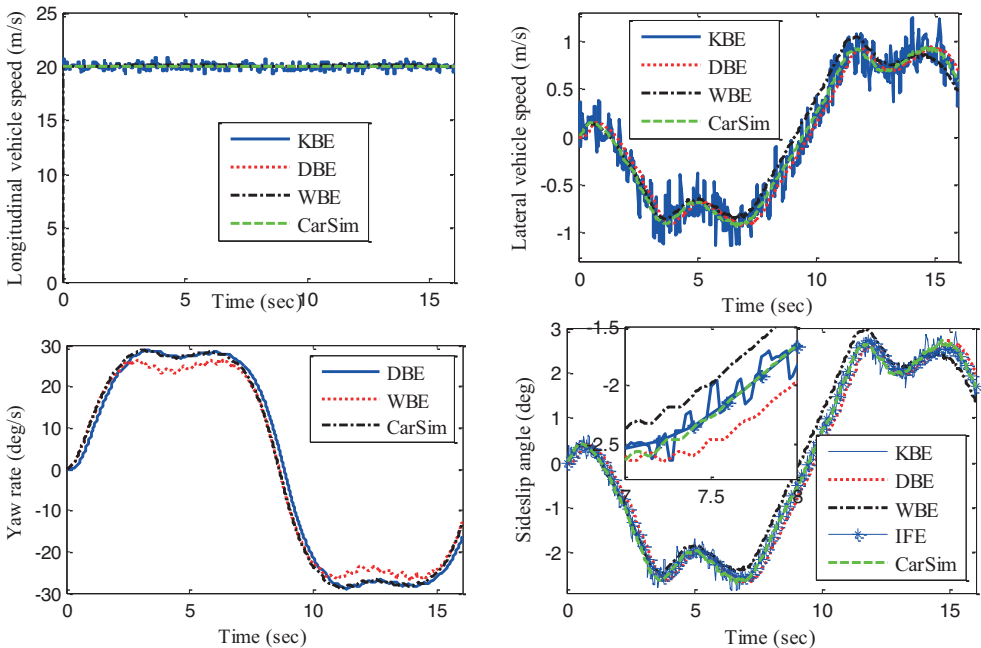 25
20
15
10
5
0
Longitudinal vehicle speed (m/s)
KBE
DBE
WBE
CarSim
0
5
10
15
Time (sec)
1
0.5
0
-0.5
-1
Lateral vehicle speed (m/s)
KBE
DBE
WBE
CarSim
0
5
10
15
Time (sec)
30
20
10
0
-10
-20
-30
Yaw rate (deg/s)
DBE
WBE
CarSim
0
5
10
15
Time (sec)
3
2
1
0
-1
-2
Sideslip angle (deg)
-1.5
-2
-2.5
7
7.5
8
KBE
DBE
WBE
IFE
CarSim
0
5
10
15
Time (sec)